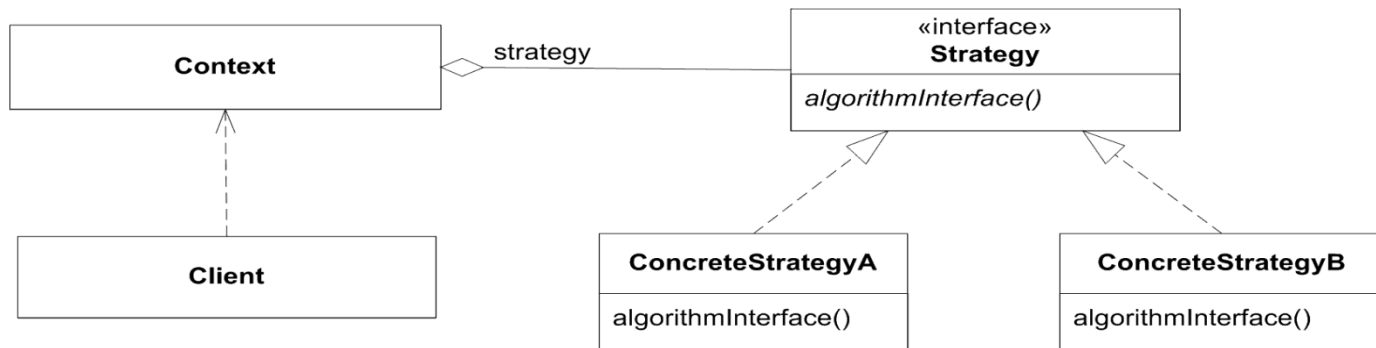 Context
strategy
«interface»
Strategy
algorithmInterface()
Client
ConcreteStrategyA
algorithmInterface()
ConcreteStrategyB
algorithmInterface()